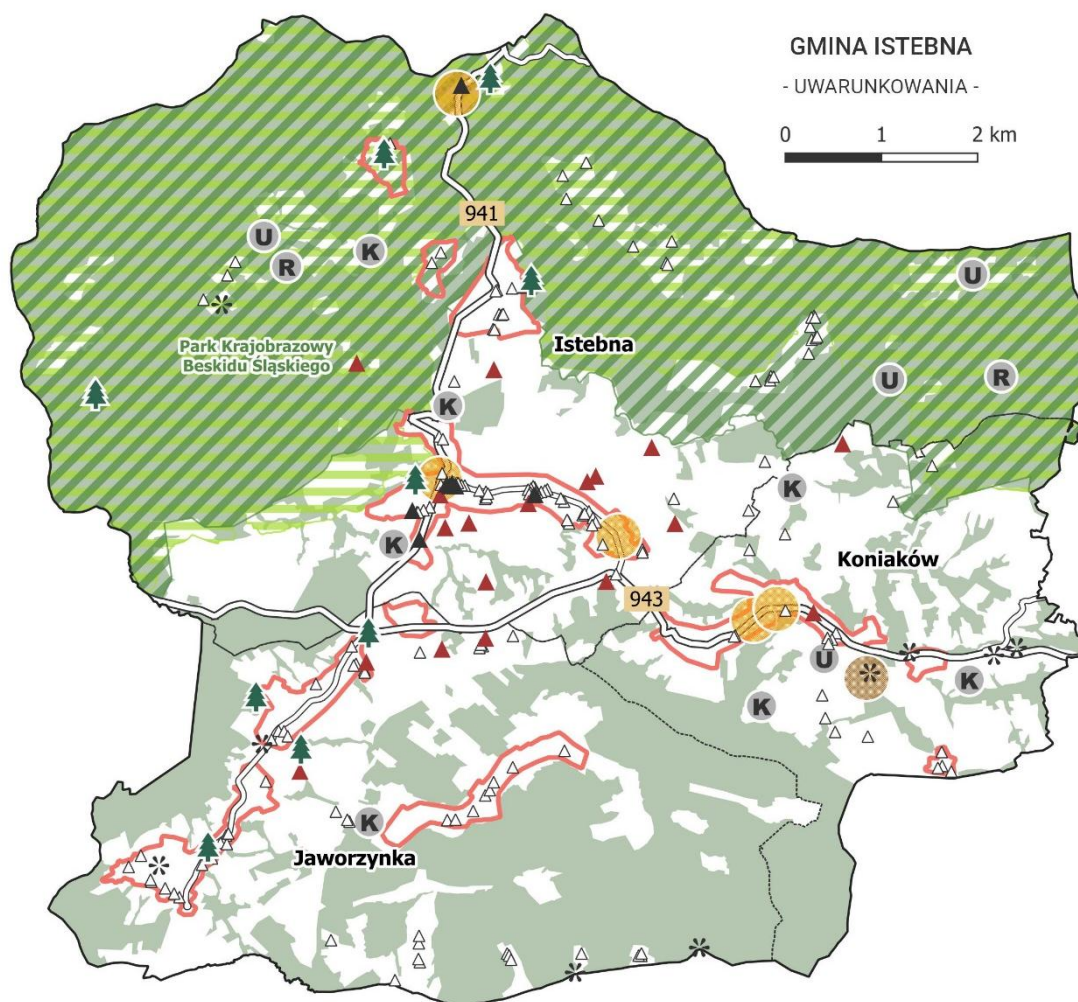 GMINA ISTEBNA
- UWARUNKOWANIA -
0 1 2 km
941
U
K
R
U
Park Krajobrazowy
Beskidu Śląskiego
Istebna
U
R
K
K
K
Koniaków
943
U
K
K
K
Jaworzynka